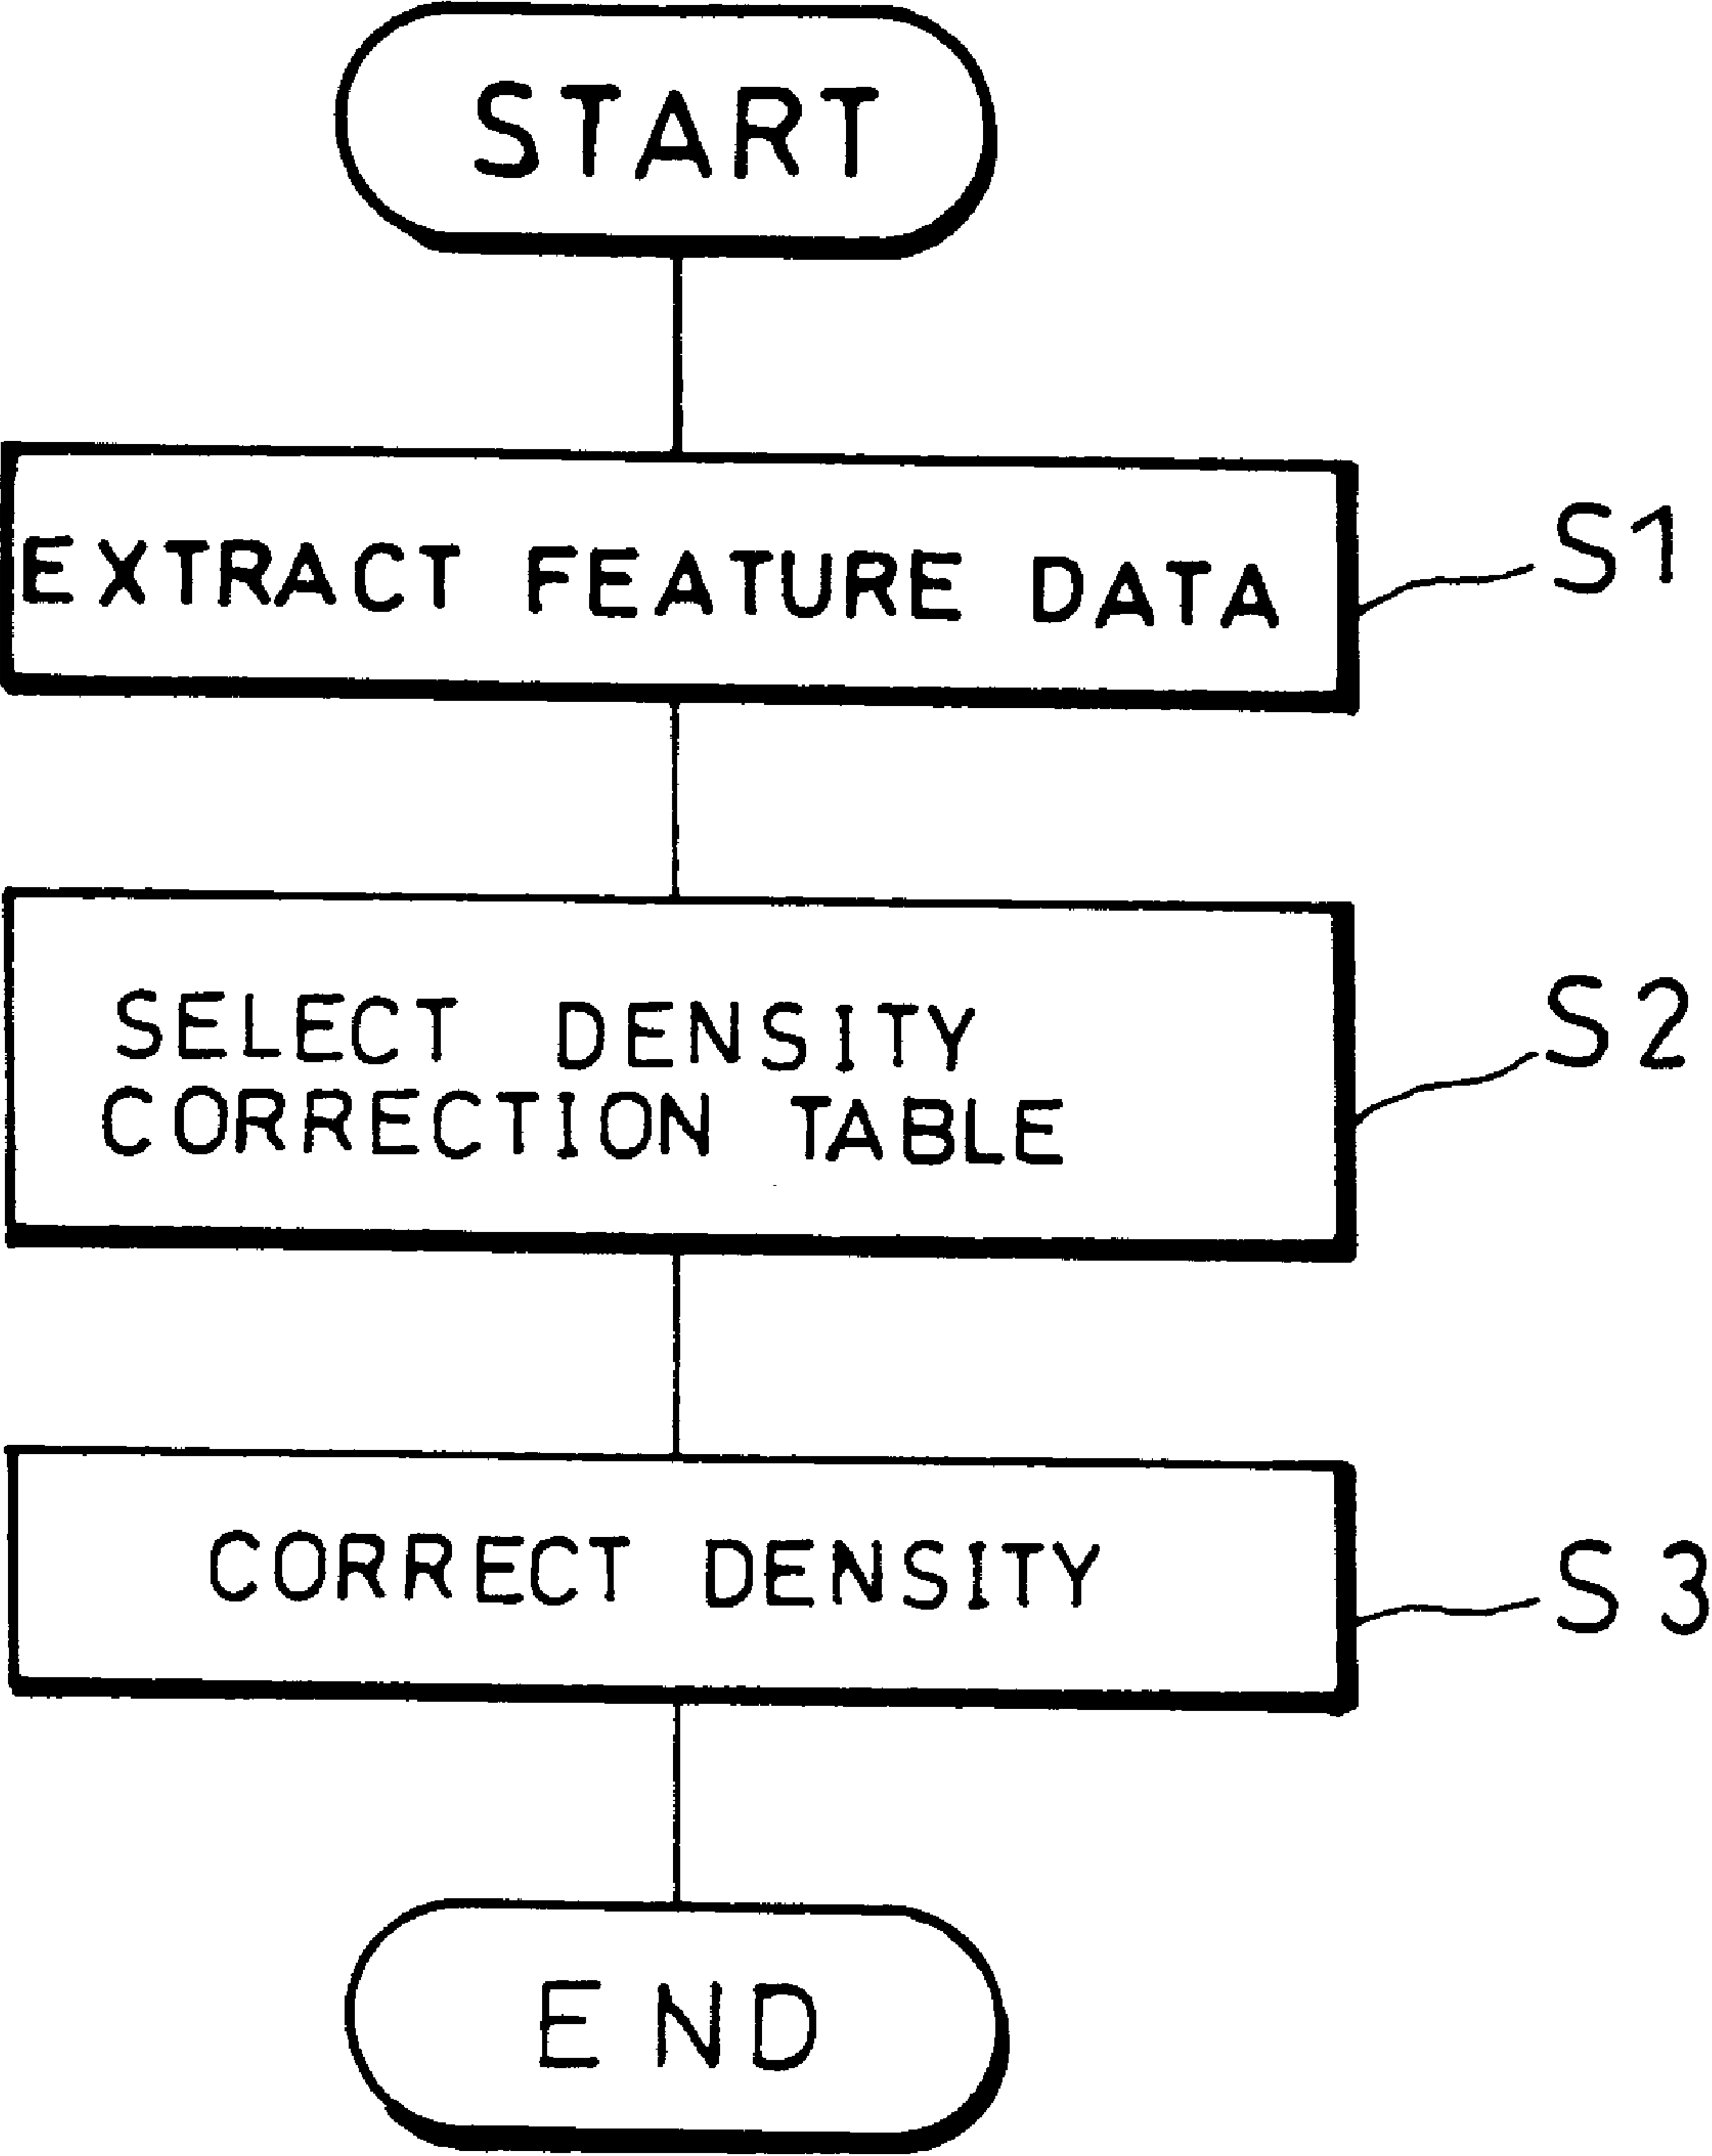 START
EXTRACT FEATURE DATA
S1
SELECT DENSITY
CORRECTION TABLE
S2
CORRECT DENSITY
S3
END